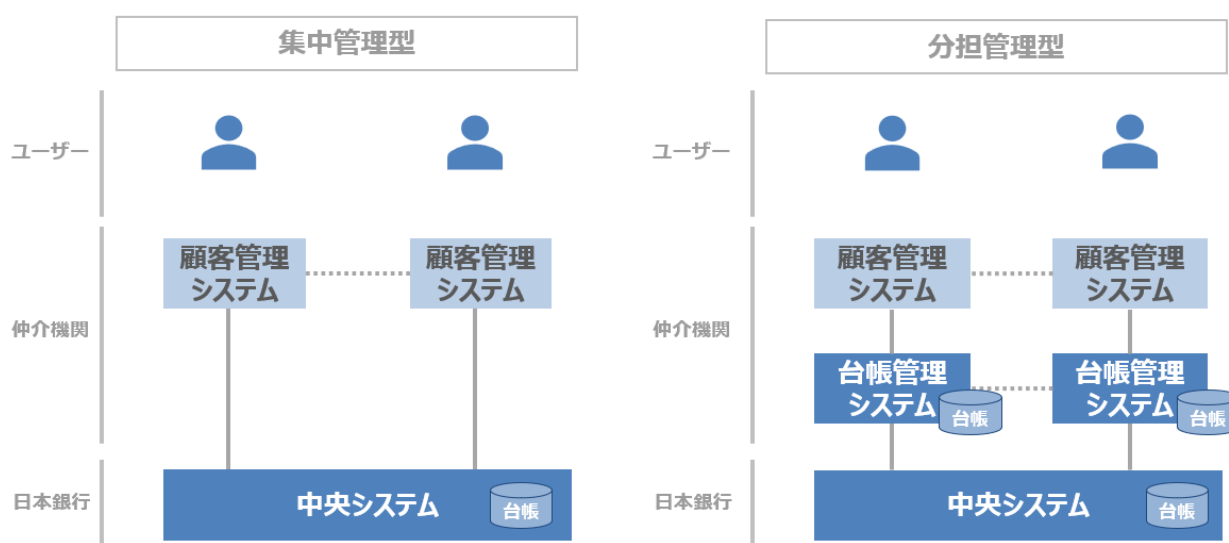 集中管理型
ユーザー
顧客管理
システム
顧客管理
システム
仲介機関
日本銀行
中央システム
台帳
分担管理型
ユーザー
顧客管理
システム
顧客管理
システム
仲介機関
台帳管理
システム
台帳
台帳管理
システム
台帳
日本銀行
中央システム
台帳